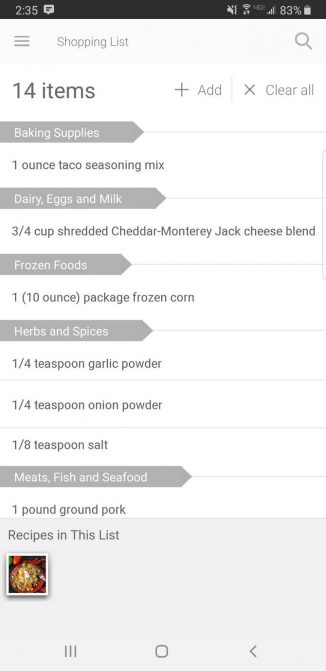 2:35 83%
Shopping List
14 items + Add × Clear all
Baking Supplies
1 ounce taco seasoning mix
Dairy, Eggs and Milk
3/4 cup shredded Cheddar-Monterey Jack cheese blend
Frozen Foods
1 (10 ounce) package frozen corn
Herbs and Spices
1/4 teaspoon garlic powder
1/4 teaspoon onion powder
1/8 teaspoon salt
Meats, Fish and Seafood
1 pound ground pork
Recipes in This List